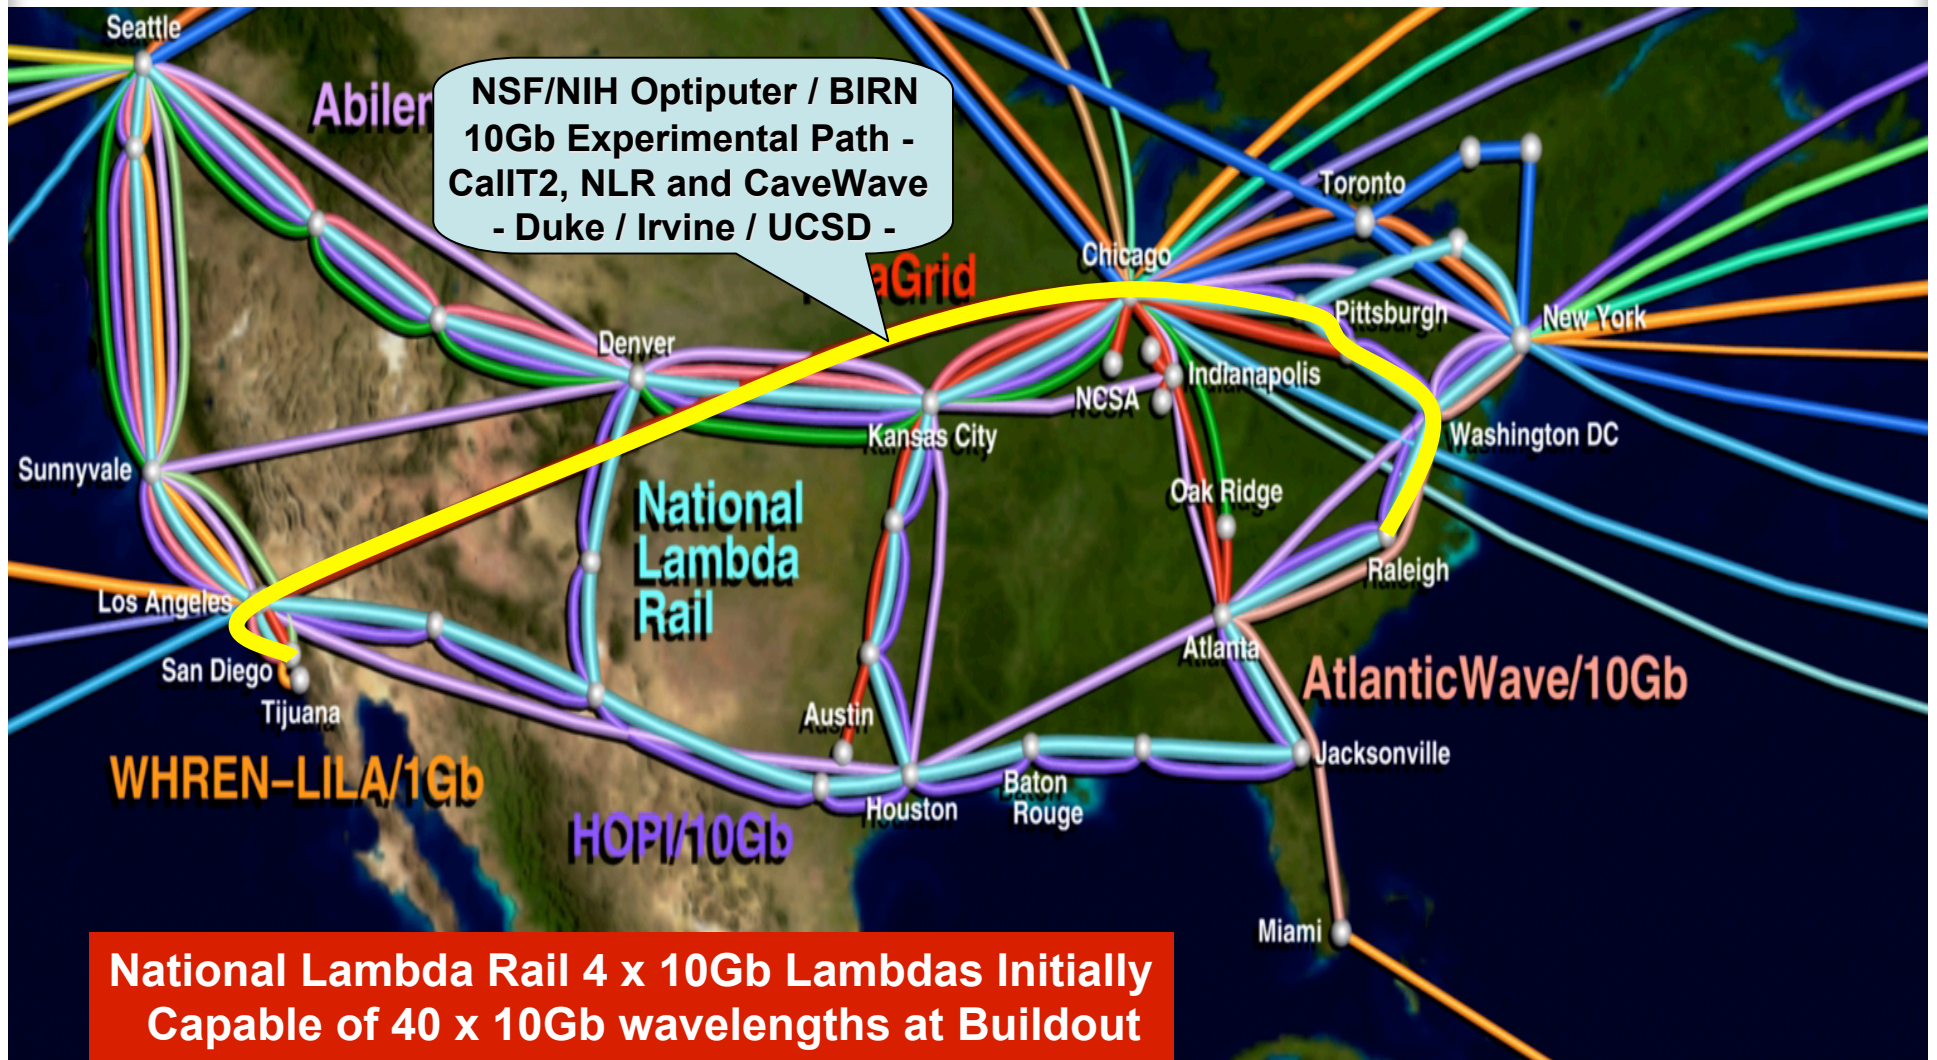 Seattle
Abilen
NSF/NIH Optiputer / BIRN
10Gb Experimental Path -
CalIT2, NLR and CaveWave
- Duke / Irvine / UCSD -
aGrid
Toronto
Chicago
Pittsburgh
New York
Denver
Indianapolis
NCSA
Kansas City
Washington DC
Sunnyvale
National
Lambda
Rail
Oak Ridge
Raleigh
Los Angeles
San Diego
Tijuana
Atlanta
AtlanticWave/10Gb
Austin
WHREN-LILA/1Gb
HOPI/10Gb
Houston
Baton
Rouge
Jacksonville
Miami
National Lambda Rail 4 x 10Gb Lambdas Initially
Capable of 40 x 10Gb wavelengths at Buildout